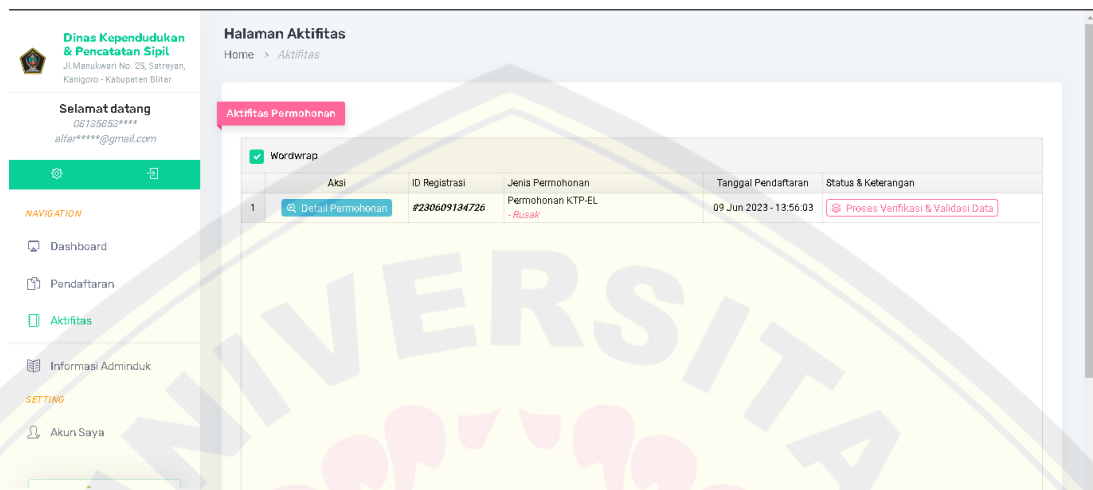 Dinas Kependudukan
& Pencatatan Sipil
Jl.Manukwari No. 25, Satreyan,
Kanigoro - Kabupaten Blitar
Selamat datang
08135853****
alfar*****@gmail.com
NAVIGATION
Dashboard
Pendaftaran
Aktifitas
Informasi Adminduk
SETTING
Akun Saya
Halaman Aktifitas
Home > Aktifitas
Aktifitas Permohonan
Wordwrap
Aksi ID Registrasi Jenis Permohonan Tanggal Pendaftaran Status & Keterangan
1 Detail Permohonan #230609134726 Permohonan KTP-EL 09 Jun 2023 - 13:56:03 Proses Verifikasi & Validasi Data
- Rusak
UNIVERSITA